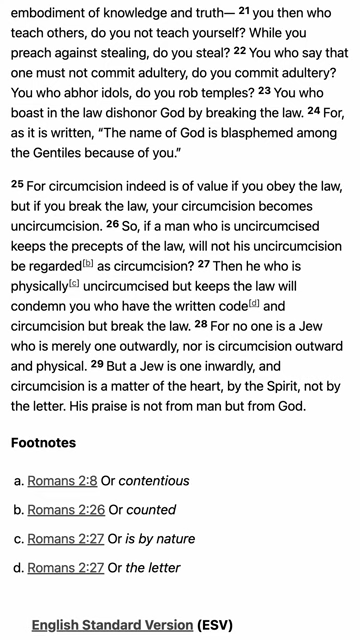 embodiment of knowledge and truth— 21 you then who
teach others, do you not teach yourself? While you
preach against stealing, do you steal? 22 You who say that
one must not commit adultery, do you commit adultery?
You who abhor idols, do you rob temples? 23 You who
boast in the law dishonor God by breaking the law. 24 For,
as it is written, “The name of God is blasphemed among
the Gentiles because of you.”
25 For circumcision indeed is of value if you obey the law,
but if you break the law, your circumcision becomes
uncircumcision. 26 So, if a man who is uncircumcised
keeps the precepts of the law, will not his uncircumcision
be regarded[b] as circumcision? 27 Then he who is
physically[c] uncircumcised but keeps the law will
condemn you who have the written code[d] and
circumcision but break the law. 28 For no one is a Jew
who is merely one outwardly, nor is circumcision outward
and physical. 29 But a Jew is one inwardly, and
circumcision is a matter of the heart, by the Spirit, not by
the letter. His praise is not from man but from God.
Footnotes
a. Romans 2:8 Or contentious
b. Romans 2:26 Or counted
c. Romans 2:27 Or is by nature
d. Romans 2:27 Or the letter
English Standard Version (ESV)